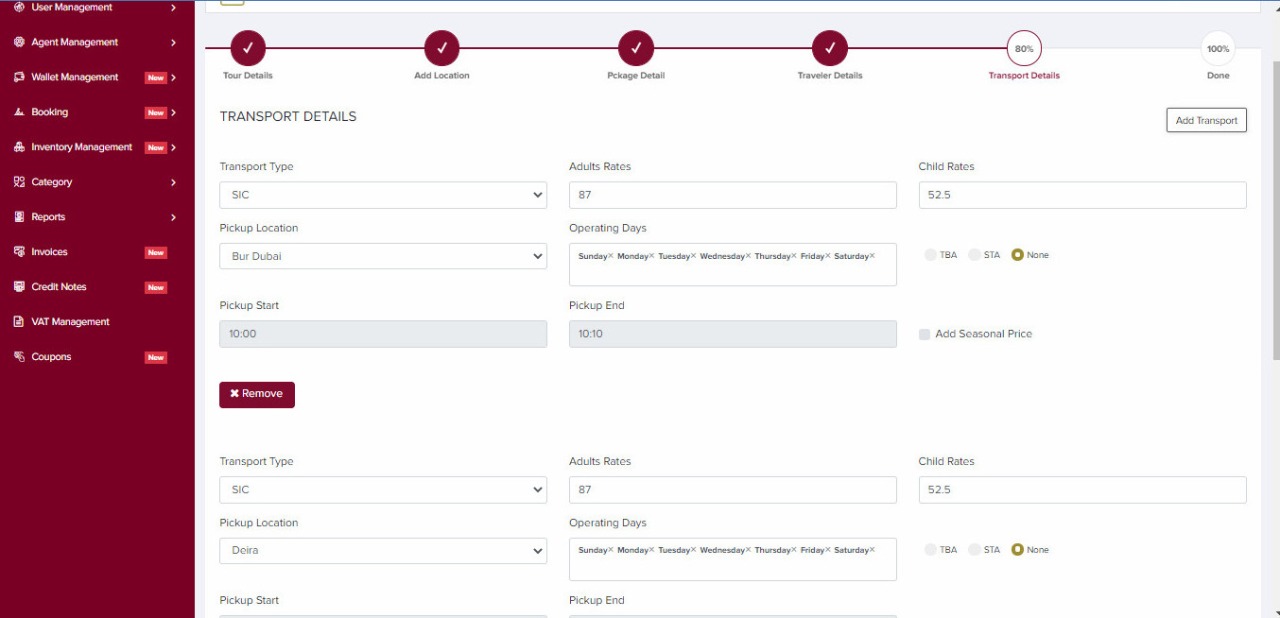 User Management
Agent Management
Wallet Management New
Booking New
Inventory Management New
Category
Reports
Invoices New
Credit Notes New
VAT Management
Coupons New
80% 100%
Tour Details Add Location Pckage Detail Traveler Details Transport Details Done
TRANSPORT DETAILS Add Transport
Transport Type Adults Rates Child Rates
SIC 87 52.5
Pickup Location Operating Days
Bur Dubai Sunday× Monday× Tuesday× Wednesday× Thursday× Friday× Saturday× TBA STA None
Pickup Start Pickup End
10:00 10:10 Add Seasonal Price
✖ Remove
Transport Type Adults Rates Child Rates
SIC 87 52.5
Pickup Location Operating Days
Deira Sunday× Monday× Tuesday× Wednesday× Thursday× Friday× Saturday× TBA STA None
Pickup Start Pickup End